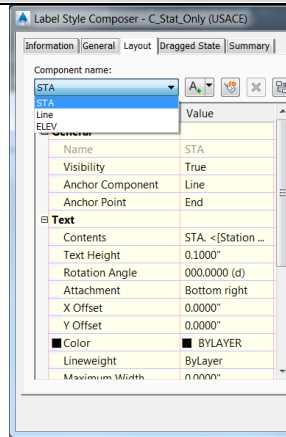 Label Style Composer - C_Stat_Only (USACE)
Information General Layout Dragged State Summary
Component name:
STA
STA
Line
ELEV
Value
General
Name STA
Visibility True
Anchor Component Line
Anchor Point End
Text
Contents STA. <[Station ...
Text Height 0.1000"
Rotation Angle 000.0000 (d)
Attachment Bottom right
X Offset 0.0000"
Y Offset 0.0000"
Color BYLAYER
Lineweight ByLayer
Maximum Width 0.0000"